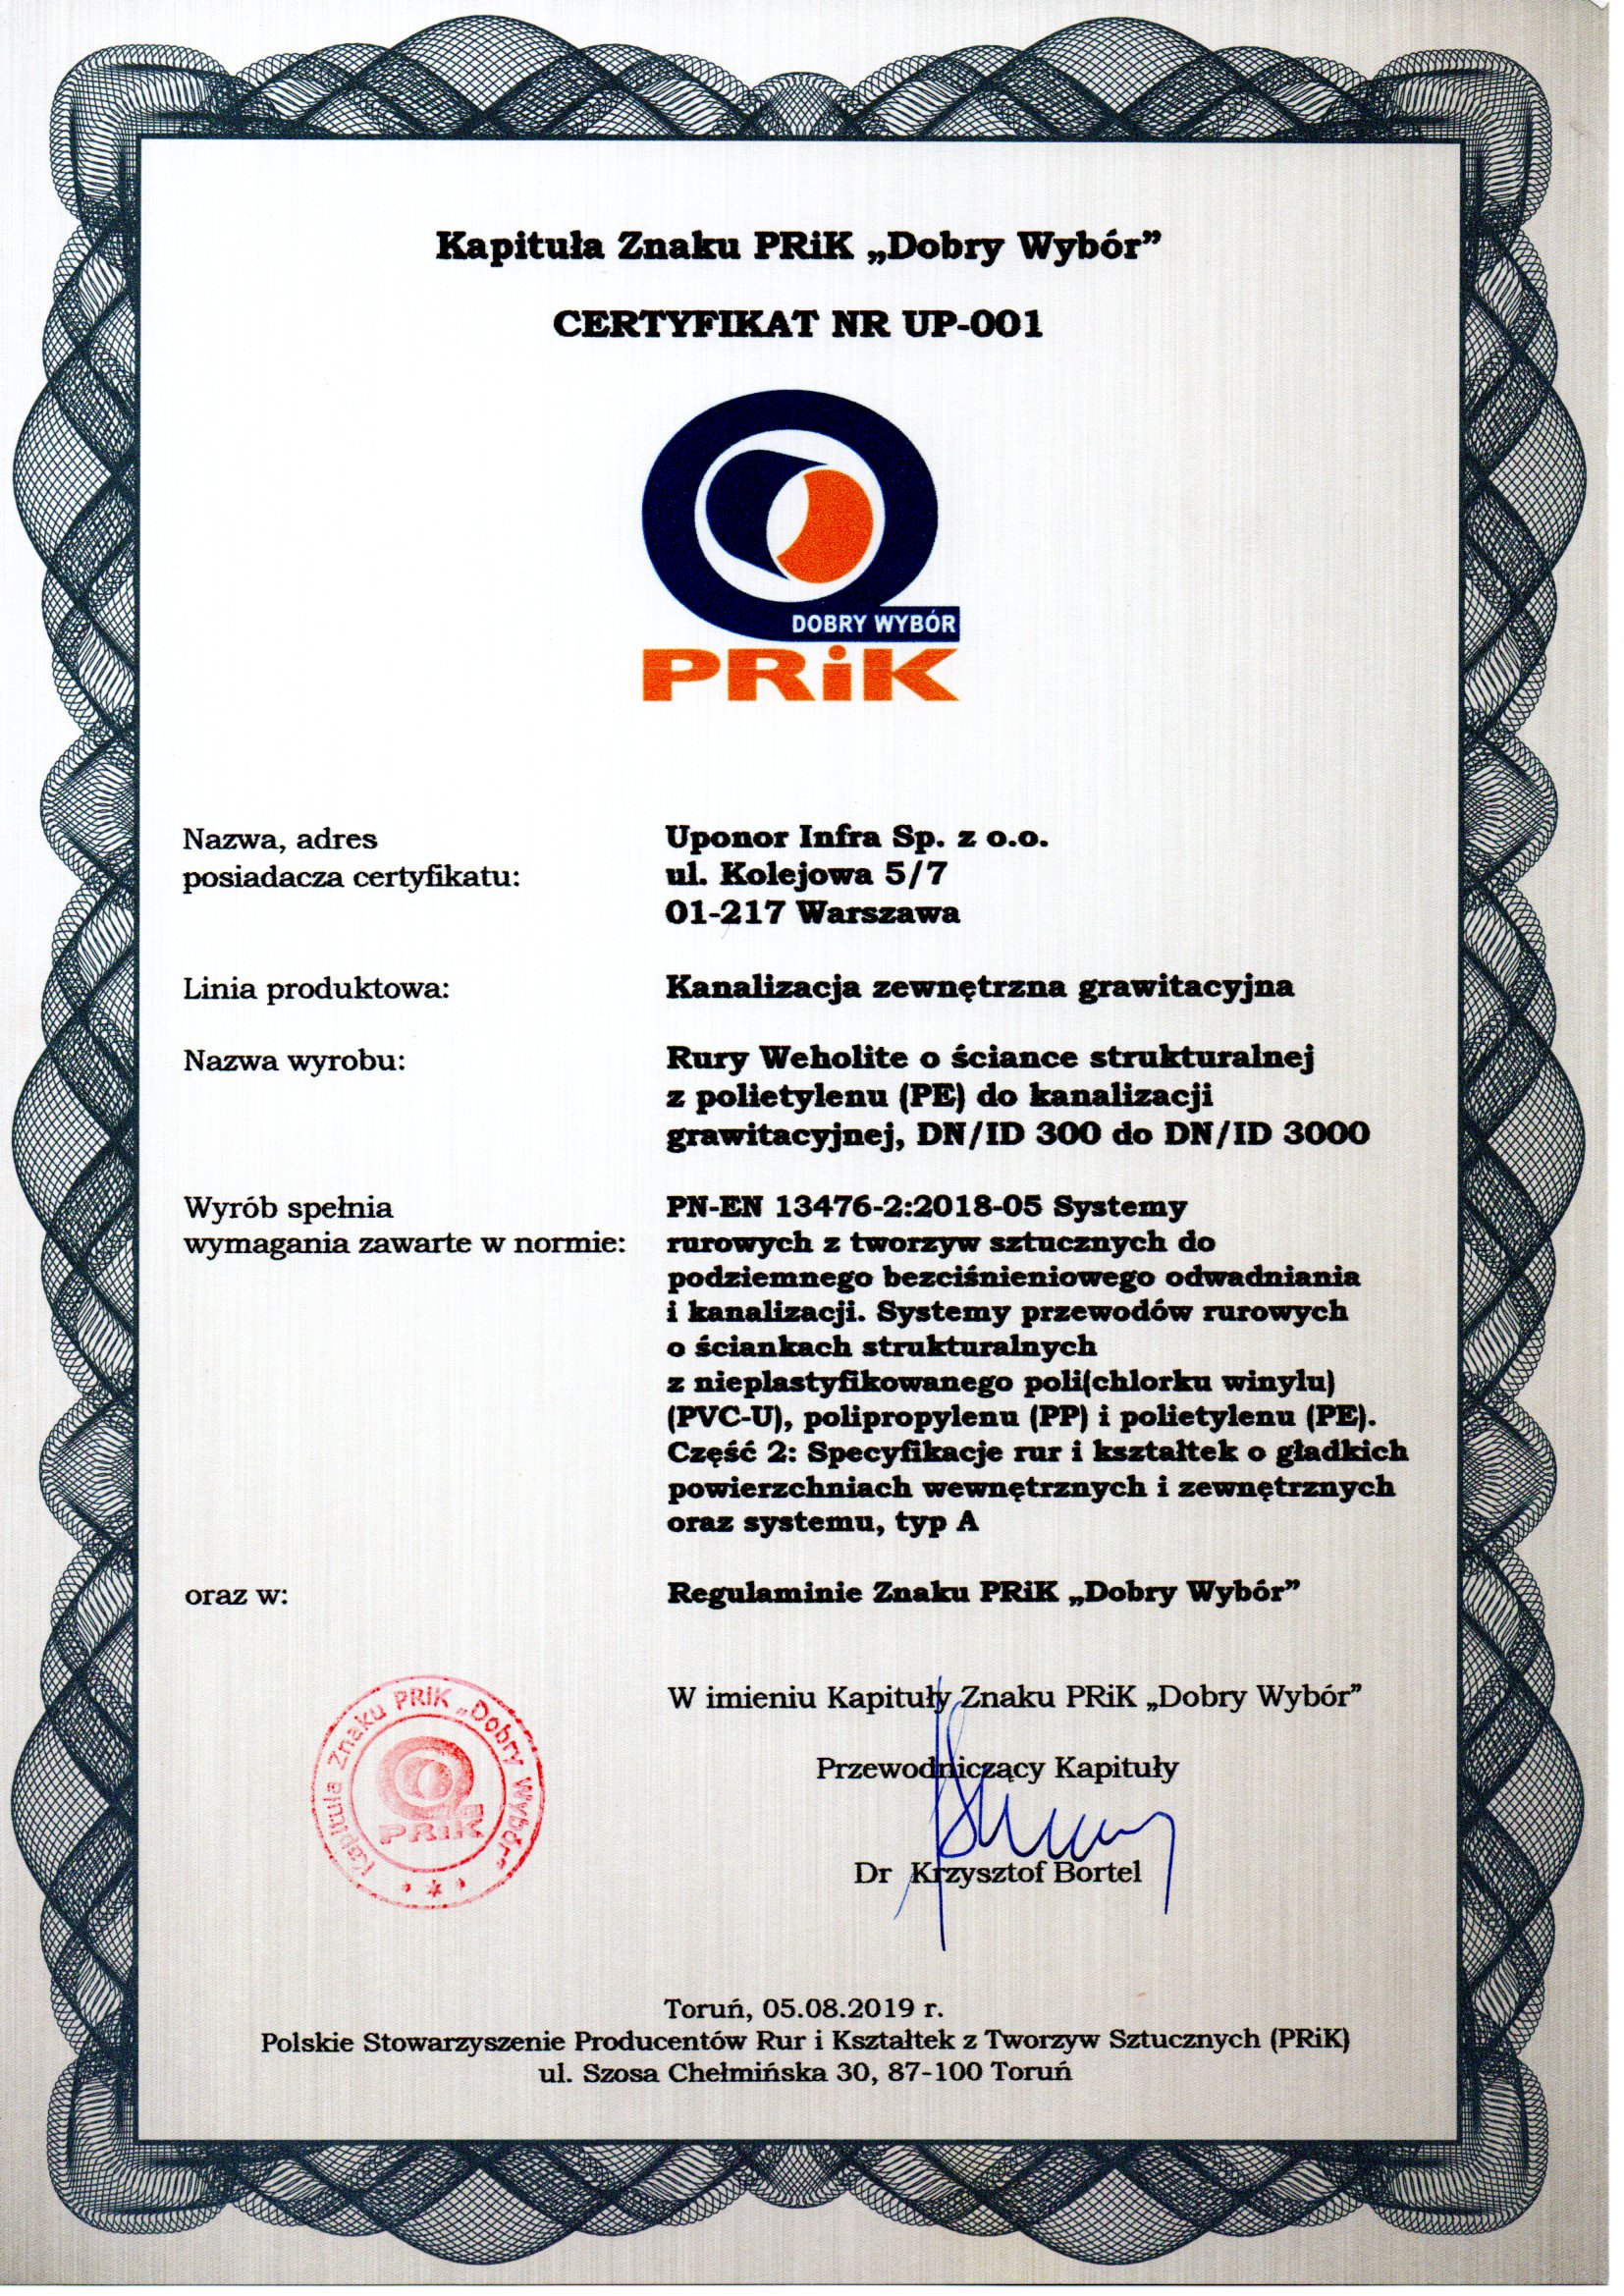 Kapituła Znaku PRiK „Dobry Wybór”
CERTYFIKAT NR UP-001
DOBRY WYBÓR
PRiK
Nazwa, adres
posiadacza certyfikatu:
Uponor Infra Sp. z o.o.
ul. Kolejowa 5/7
01-217 Warszawa
Linia produktowa:
Kanalizacja zewnętrzna grawitacyjna
Nazwa wyrobu:
Rury Weholite o ściance strukturalnej
z polietylenu (PE) do kanalizacji
grawitacyjnej, DN/ID 300 do DN/ID 3000
Wyrób spełnia
wymagania zawarte w normie:
PN-EN 13476-2:2018-05 Systemy
rurowych z tworzyw sztucznych do
podziemnego bezciśnieniowego odwadniania
i kanalizacji. Systemy przewodów rurowych
o ściankach strukturalnych
z nieplastyfikowanego poli(chlorku winylu)
(PVC-U), polipropylenu (PP) i polietylenu (PE).
Część 2: Specyfikacje rur i kształtek o gładkich
powierzchniach wewnętrznych i zewnętrznych
oraz systemu, typ A
oraz w:
Regulaminie Znaku PRiK „Dobry Wybór”
Kapituła Znaku PRiK „Dobry Wybór”
PRiK
W imieniu Kapituły Znaku PRiK „Dobry Wybór”
Przewodniczący Kapituły
Dr Krzysztof Bortel
Toruń, 05.08.2019 r.
Polskie Stowarzyszenie Producentów Rur i Kształtek z Tworzyw Sztucznych (PRiK)
ul. Szosa Chełmińska 30, 87-100 Toruń